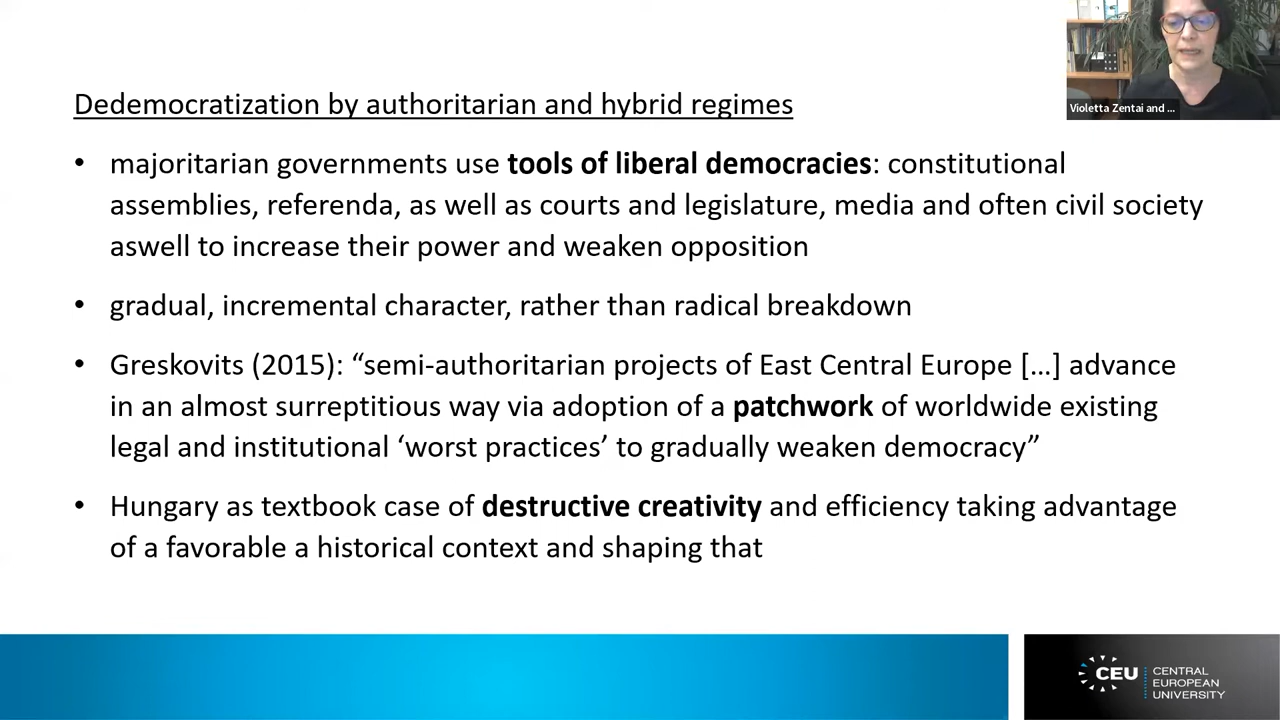 Dedemocratization by authoritarian and hybrid regimes
• majoritarian governments use tools of liberal democracies: constitutional
assemblies, referenda, as well as courts and legislature, media and often civil society
aswell to increase their power and weaken opposition
• gradual, incremental character, rather than radical breakdown
• Greskovits (2015): “semi-authoritarian projects of East Central Europe […] advance
in an almost surreptitious way via adoption of a patchwork of worldwide existing
legal and institutional ‘worst practices’ to gradually weaken democracy”
• Hungary as textbook case of destructive creativity and efficiency taking advantage
of a favorable a historical context and shaping that
Violetta Zentai and ...
CEU
CENTRAL
EUROPEAN
UNIVERSITY